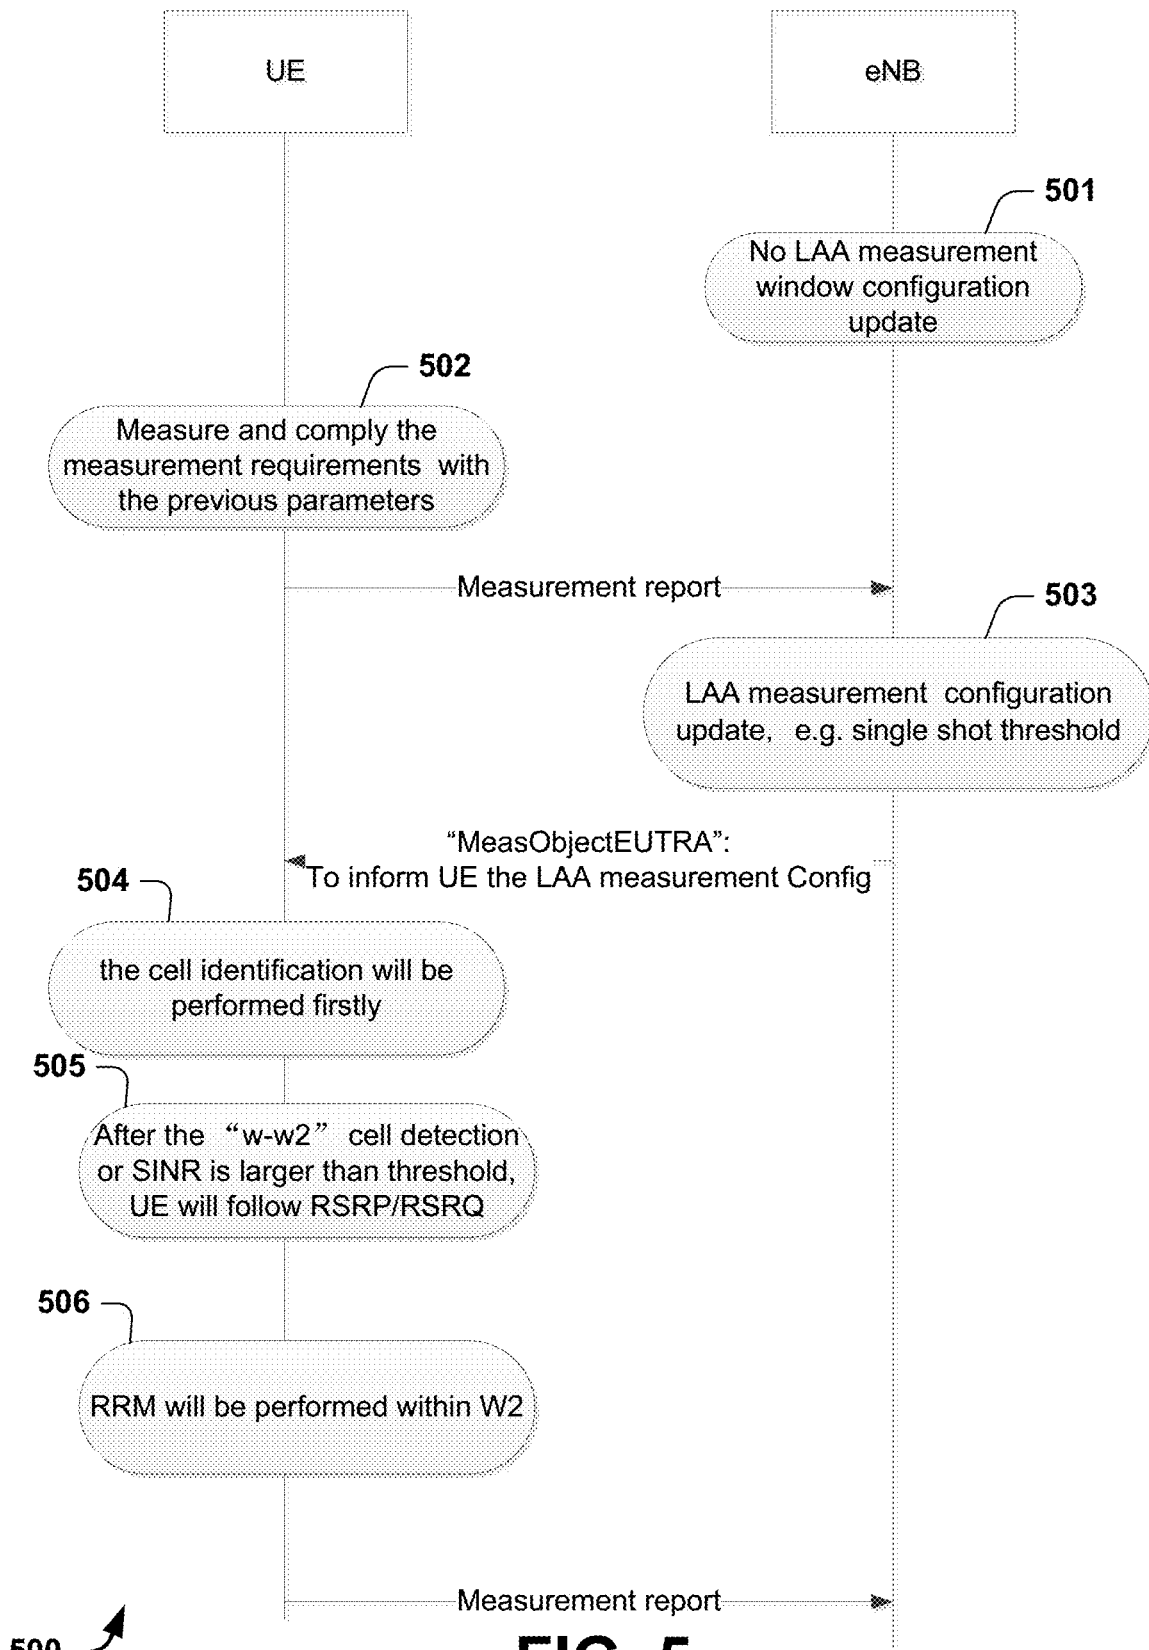 UE
eNB
501
No LAA measurement
window configuration
update
502
Measure and comply the
measurement requirements with
the previous parameters
Measurement report
503
LAA measurement configuration
update, e.g. single shot threshold
“MeasObjectEUTRA”:
To inform UE the LAA measurement Config
504
the cell identification will be
performed firstly
505
After the “w-w2” cell detection
or SINR is larger than threshold,
UE will follow RSRP/RSRQ
506
RRM will be performed within W2
Measurement report
500
FIG. 5